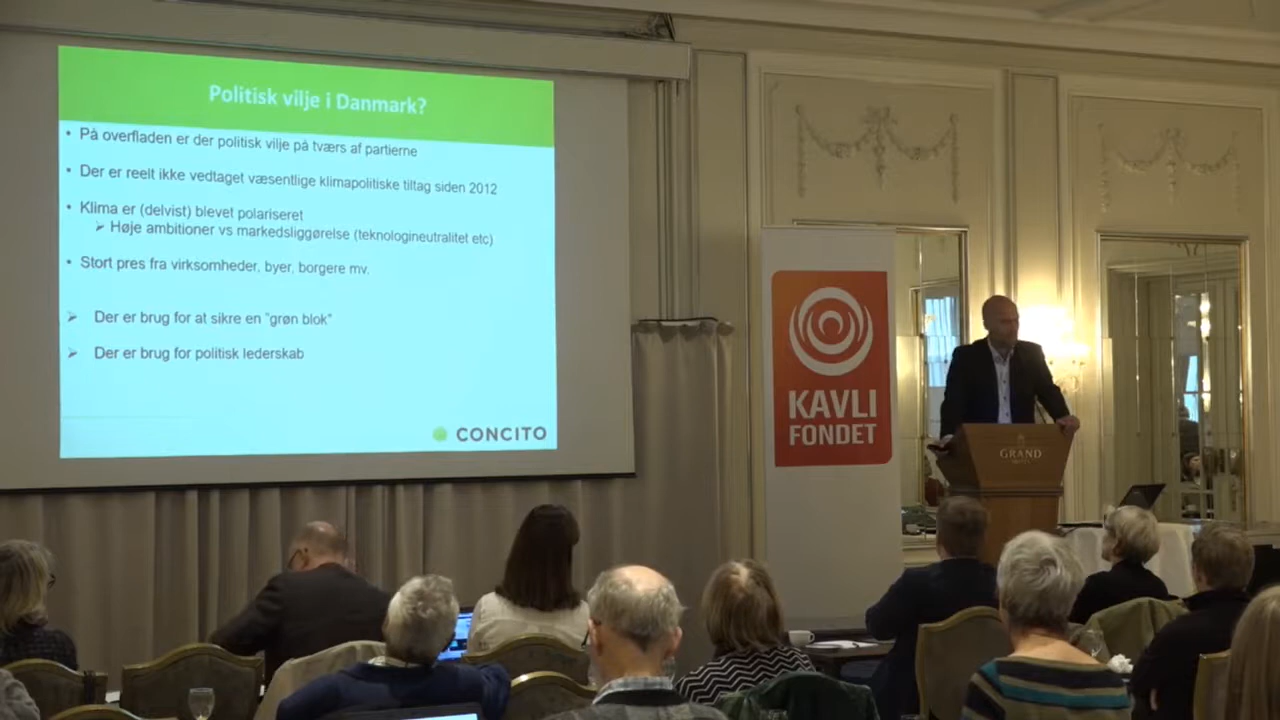 Politisk vilje i Danmark?
• På overfladen er der politisk vilje på tværs af partierne
• Der er reelt ikke vedtaget væsentlige klimapolitiske tiltag siden 2012
• Klima er (delvist) blevet polariseret
➢ Høje ambitioner vs markedsliggørelse (teknologineutralitet etc)
• Stort pres fra virksomheder, byer, borgere mv.
➢ Der er brug for at sikre en "grøn blok"
➢ Der er brug for politisk lederskab
CONCITO
KAVLI
FONDET
GRAND